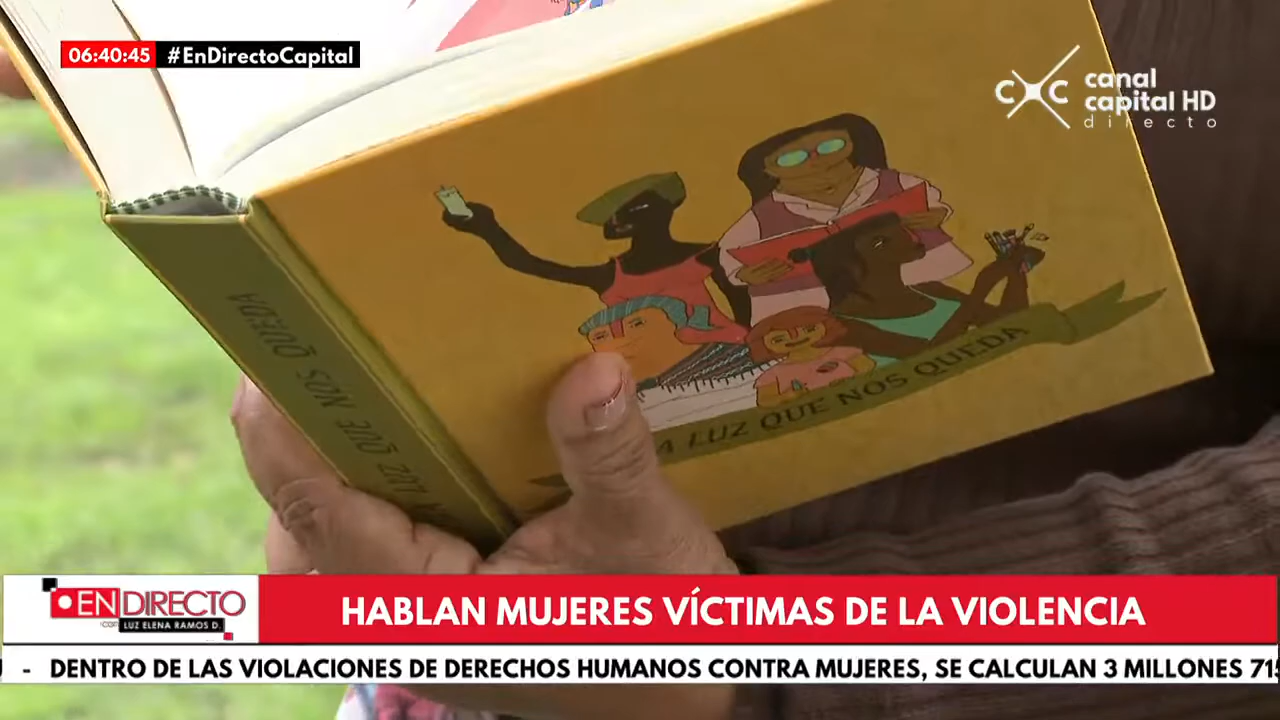 06:40:45 #EnDirectoCapital
canal
capital HD
directo
A LUZ QUE NOS QUEDA
A LUZ QUE NOS QUEDA
EN DIRECTO
con LUZ ELENA RAMOS D.
HABLAN MUJERES VÍCTIMAS DE LA VIOLENCIA
- DENTRO DE LAS VIOLACIONES DE DERECHOS HUMANOS CONTRA MUJERES, SE CALCULAN 3 MILLONES 715